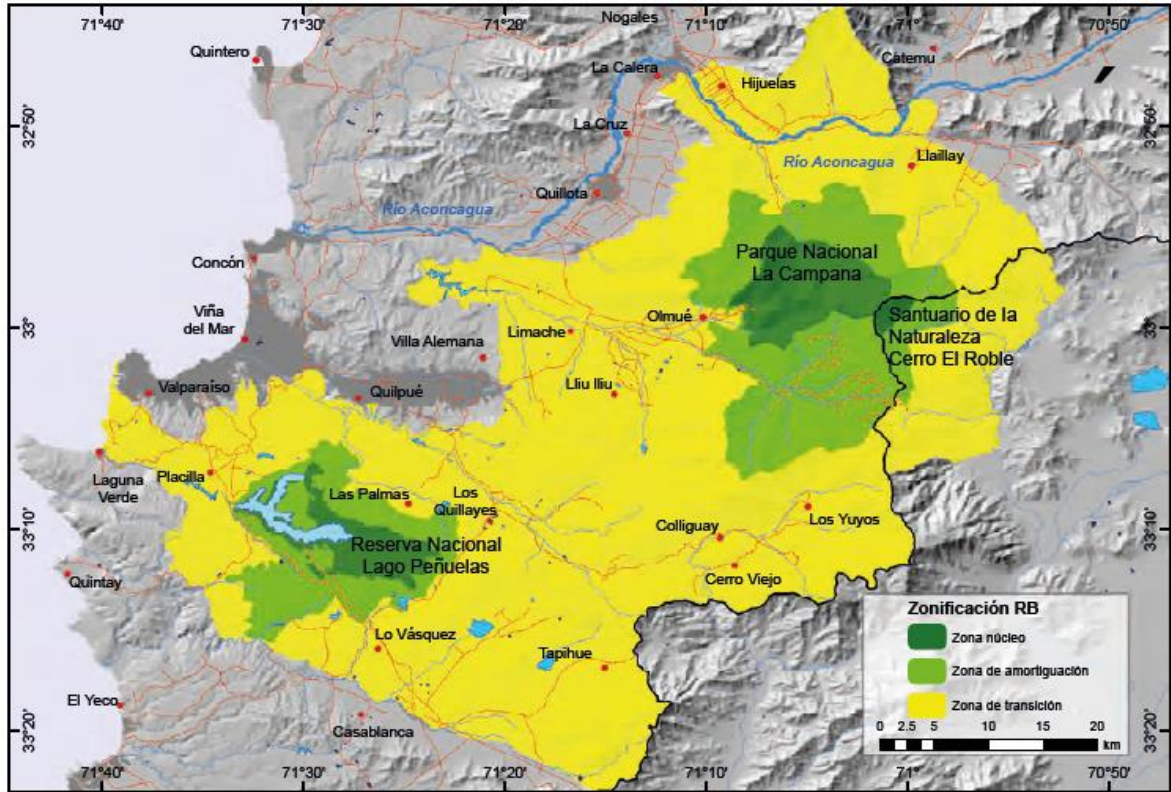 71°40' 71°30' 71°20' 71°10' 71° 70°50'
Nogales
Quintero
Catemu
La Calera
Hijuelas
32°50'
32°50'
La Cruz
Río Aconcagua
Llaillay
Quillota
Río Aconcagua
Parque Nacional
La Campana
Concón
Viña
del Mar
Santuario de la
Naturaleza
Cerro El Roble
Olmué
Limache
33°
33°
Villa Alemana
Valparaíso
Quilpué
Lliu lliu
Laguna
Verde
Placilla
Las Palmas
Los
Quillayes
Los Yuyos
33°10'
33°10'
Colliguay
Reserva Nacional
Lago Peñuelas
Quintay
Cerro Viejo
Zonificación RB
Zona núcleo
Zona de amortiguación
Zona de transición
0 2.5 5 10 15 20
km
Lo Vásquez
Tapihue
El Yeco
Casablanca
33°20'
33°20'
71°40' 71°30' 71°20' 71°10' 71° 70°50'